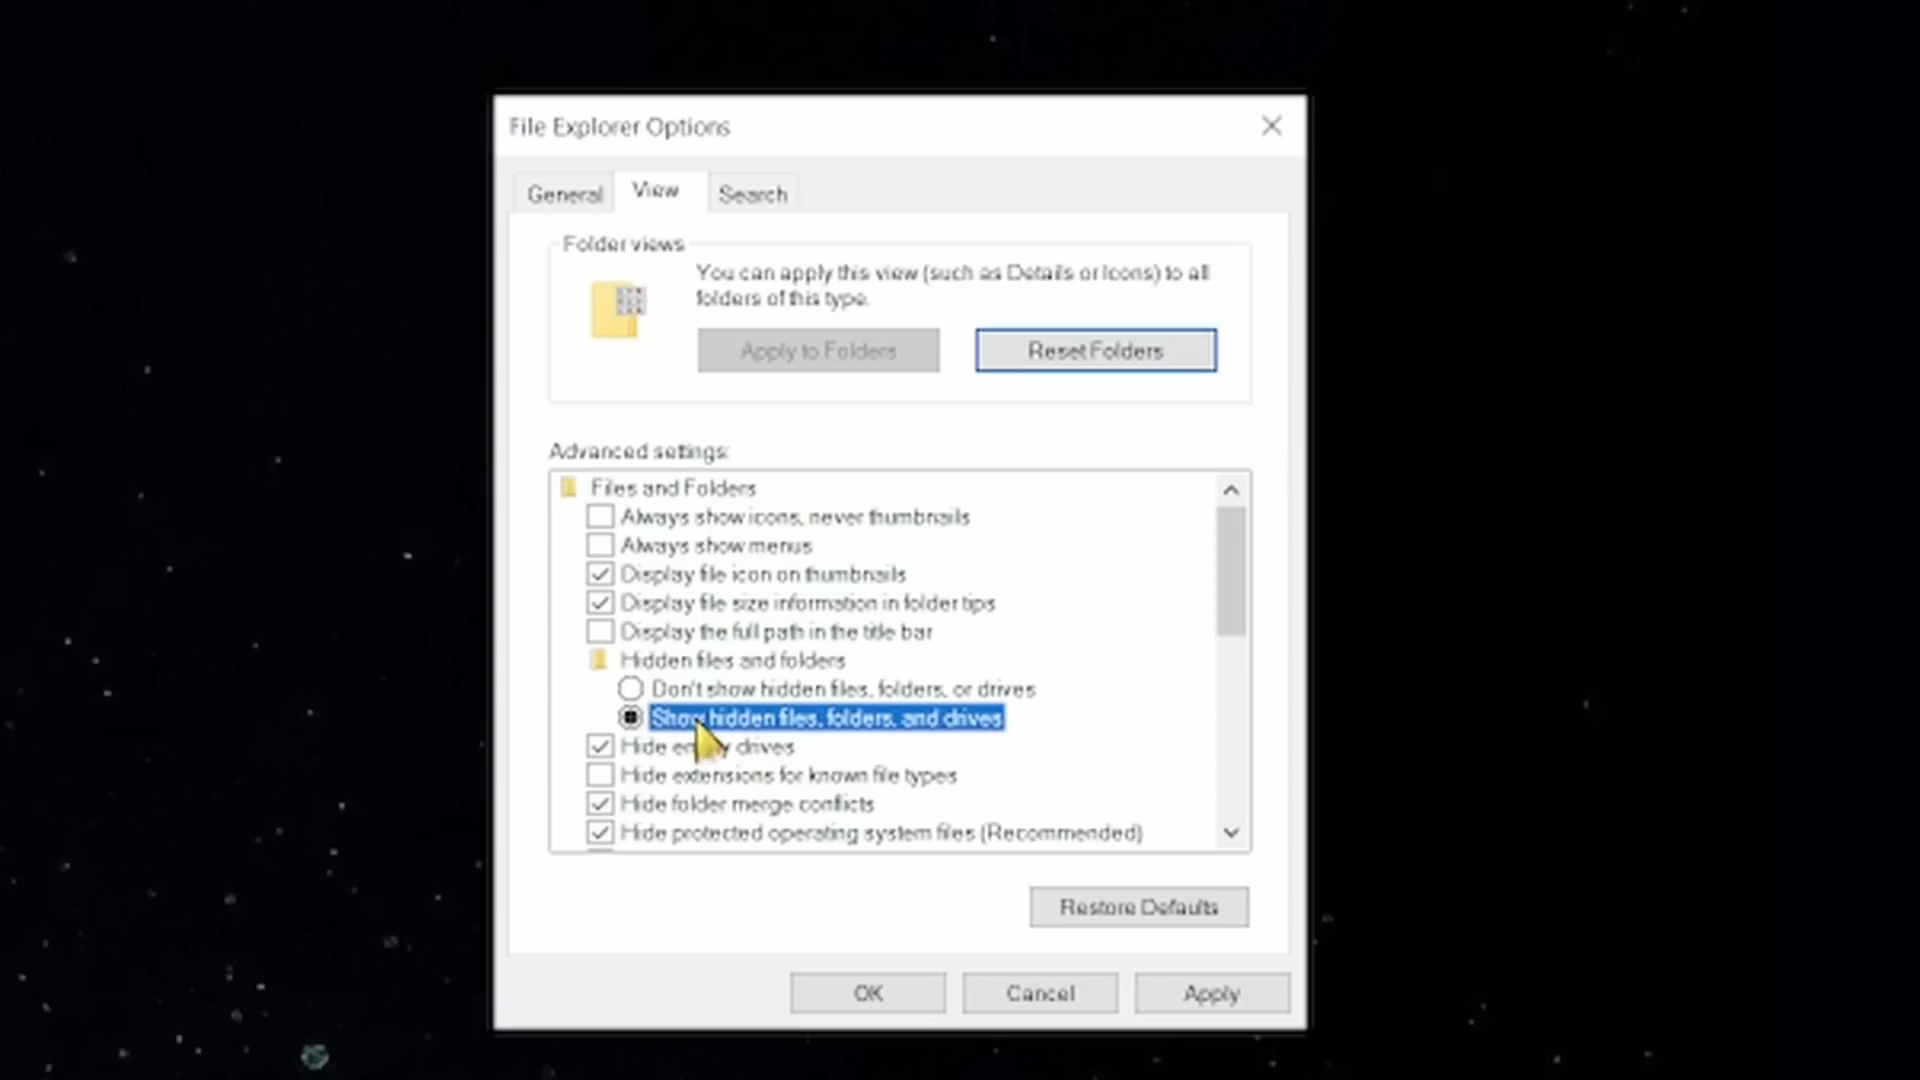 File Explorer Options
General
View
Search
Folder views
You can apply this view (such as Details or Icons) to all
folders of this type.
Apply to Folders
Reset Folders
Advanced settings:
Files and Folders
Always show icons, never thumbnails
Always show menus
Display file icon on thumbnails
Display file size information in folder tips
Display the full path in the title bar
Hidden files and folders
Don't show hidden files, folders, or drives
Show hidden files, folders, and drives
Hide empty drives
Hide extensions for known file types
Hide folder merge conflicts
Hide protected operating system files (Recommended)
Restore Defaults
OK
Cancel
Apply